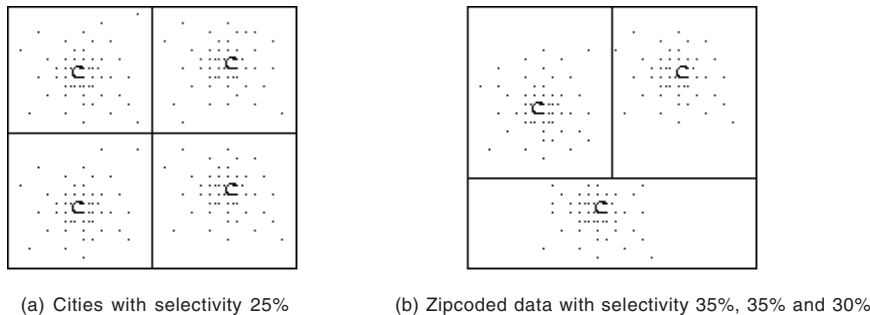 C
C
C
C
C
C
C
(a) Cities with selectivity 25%
(b) Zipcoded data with selectivity 35%, 35% and 30%